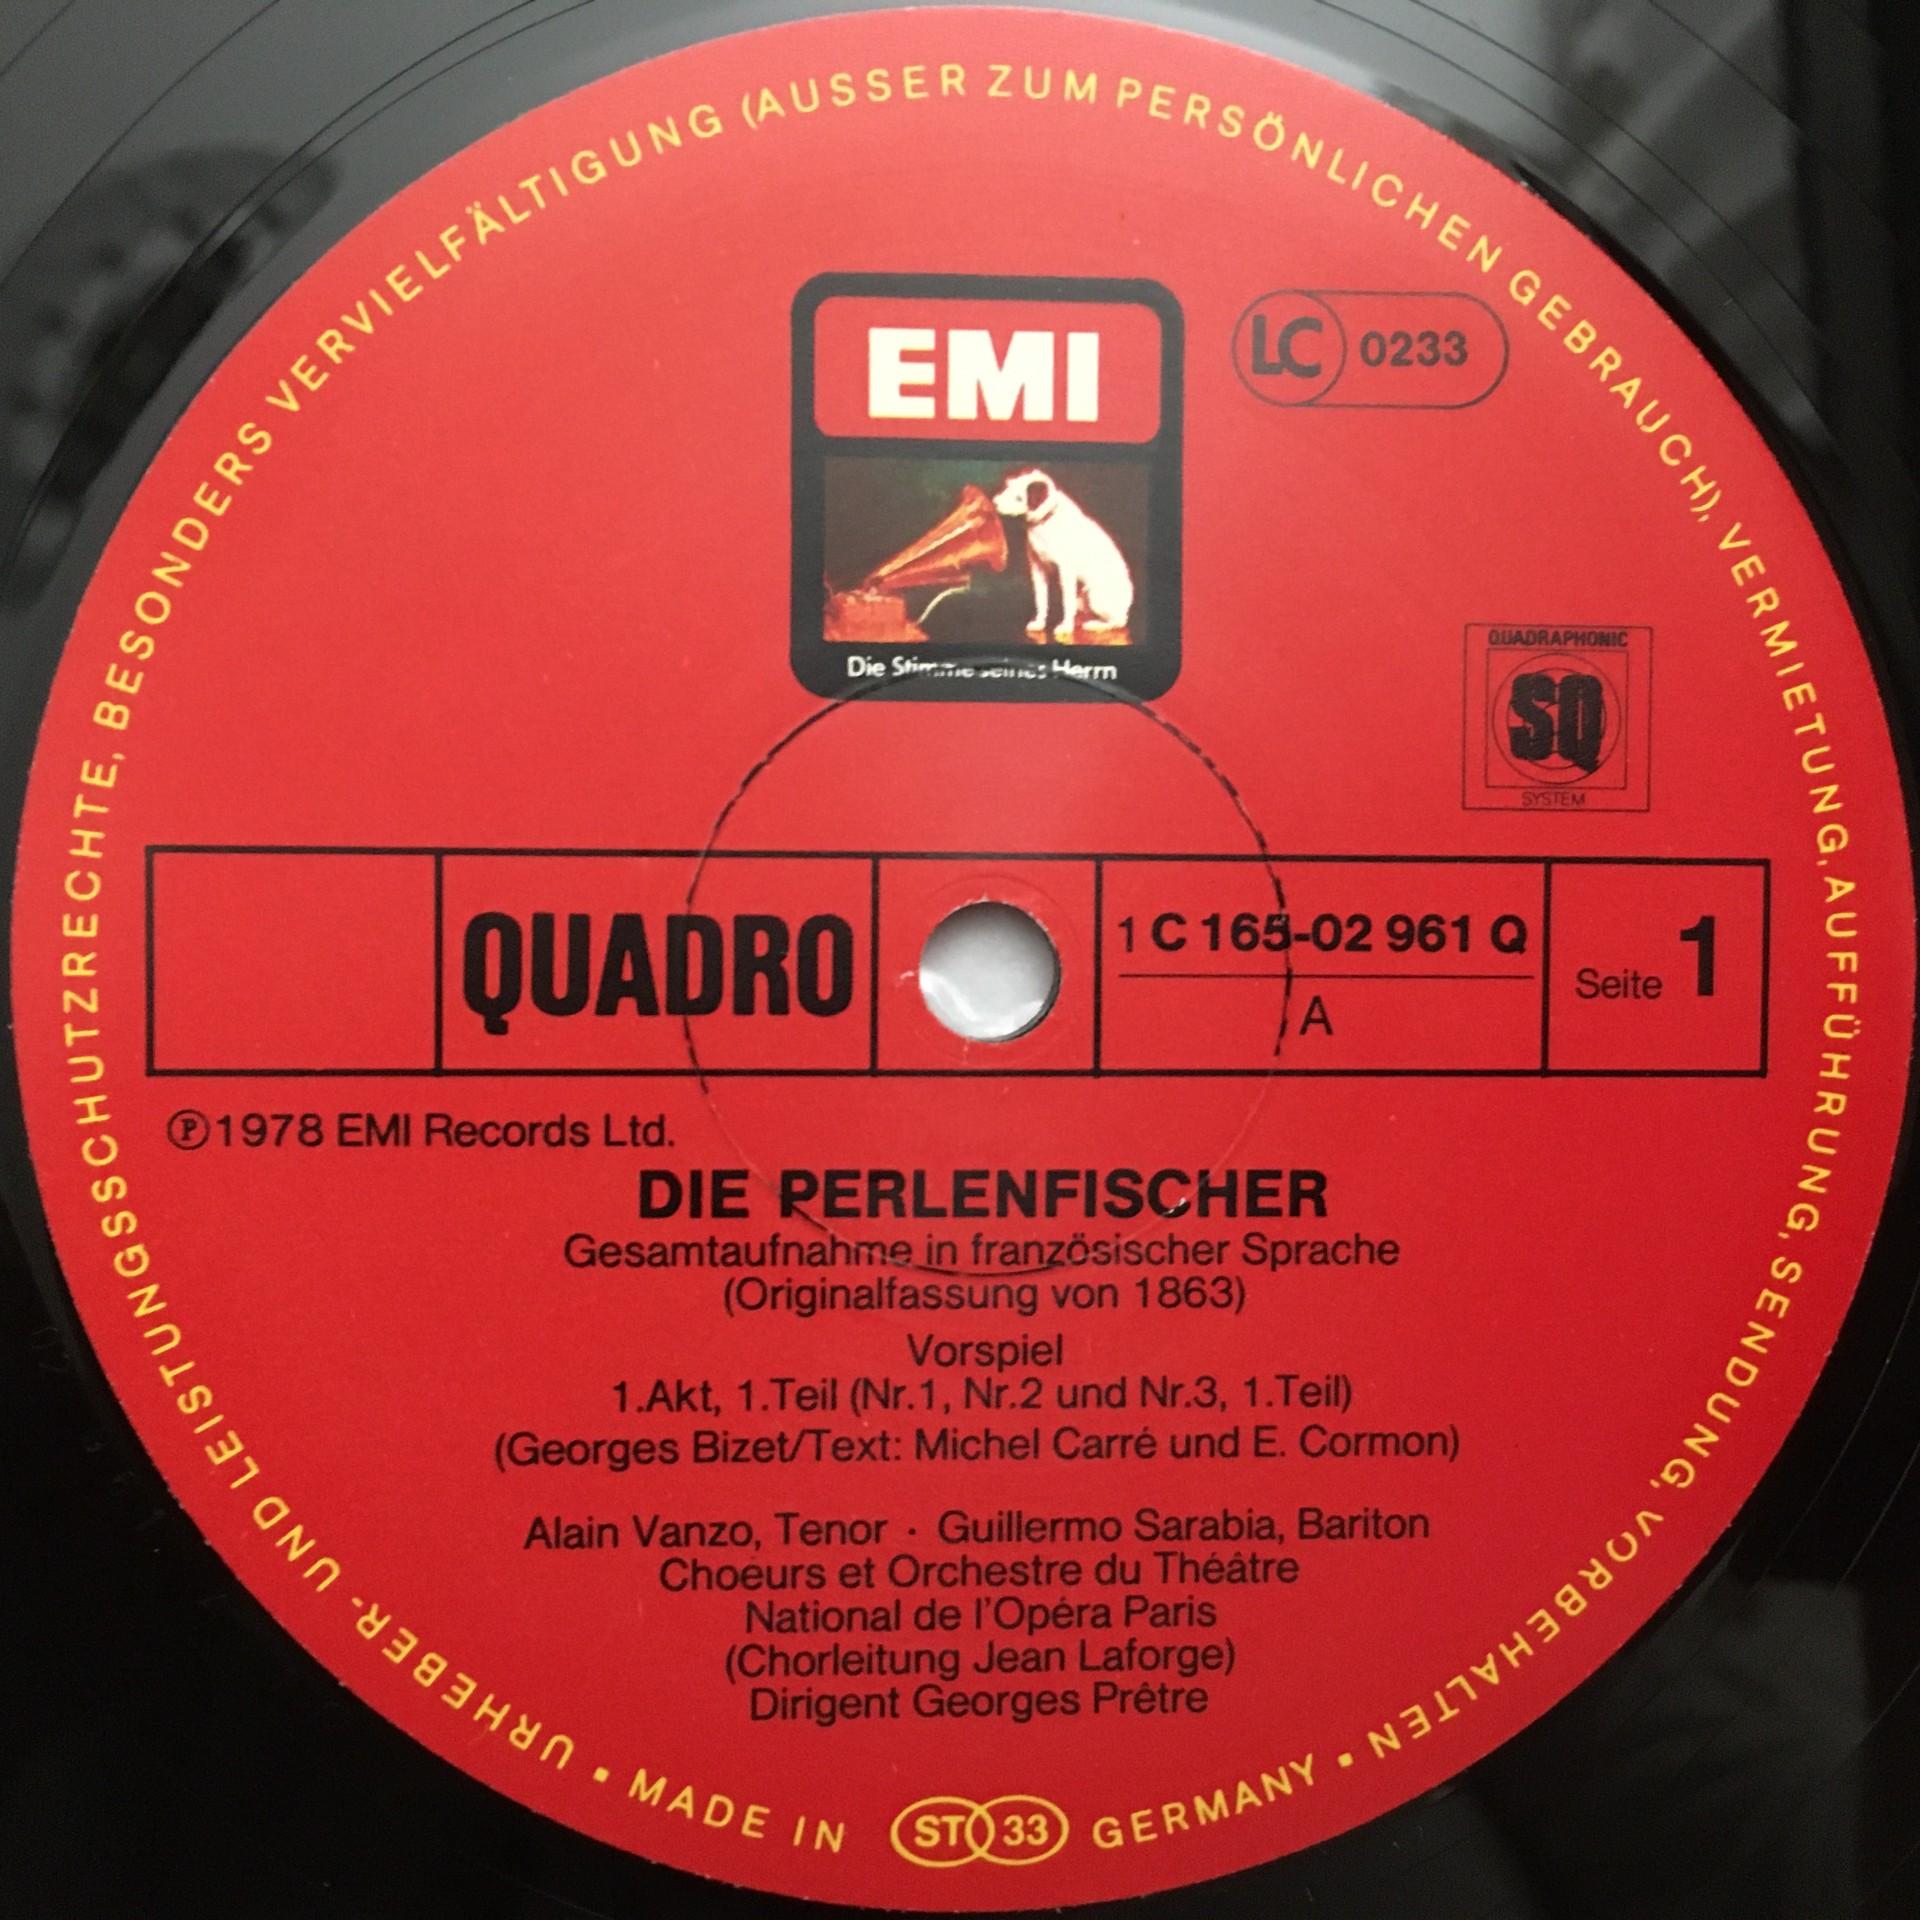 URHEBER- UND LEISTUNGSSCHUTZRECHTE, BESONDERS VERVIELFÄLTIGUNG (AUSSER ZUM PERSÖNLICHEN GEBRAUCH), VERMIETUNG, AUFFÜHRUNG, SENDUNG, VORBEHALTEN
EMI
LC 0233
Die Stimme seines Herrn
QUADRAPHONIC
SQ
SYSTEM
QUADRO
1 C 165-02 961 Q
A
Seite 1
℗1978 EMI Records Ltd.
DIE PERLENFISCHER
Gesamtaufnahme in französischer Sprache
(Originalfassung von 1863)
Vorspiel
1.Akt, 1.Teil (Nr.1, Nr.2 und Nr.3, 1.Teil)
(Georges Bizet/Text: Michel Carré und E. Cormon)
Alain Vanzo, Tenor · Guillermo Sarabia, Bariton
Choeurs et Orchestre du Théâtre
National de l'Opéra Paris
(Chorleitung Jean Laforge)
Dirigent Georges Prêtre
▪ MADE IN ST 33 GERMANY ▪